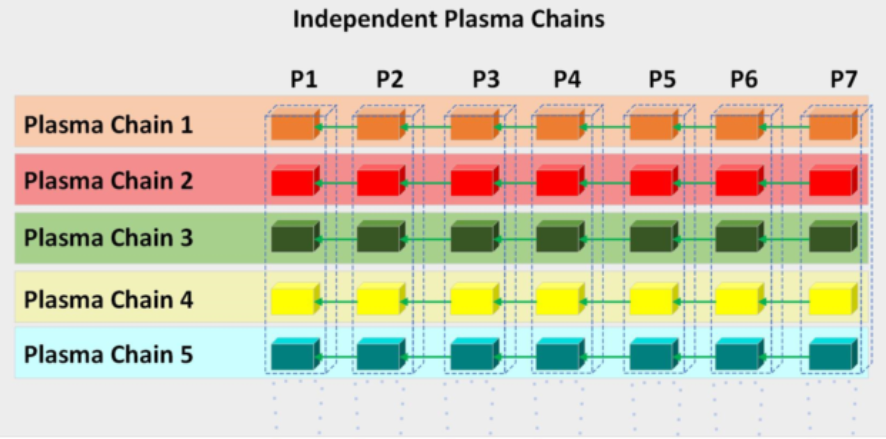 Independent Plasma Chains
P1 P2 P3 P4 P5 P6 P7
Plasma Chain 1
Plasma Chain 2
Plasma Chain 3
Plasma Chain 4
Plasma Chain 5